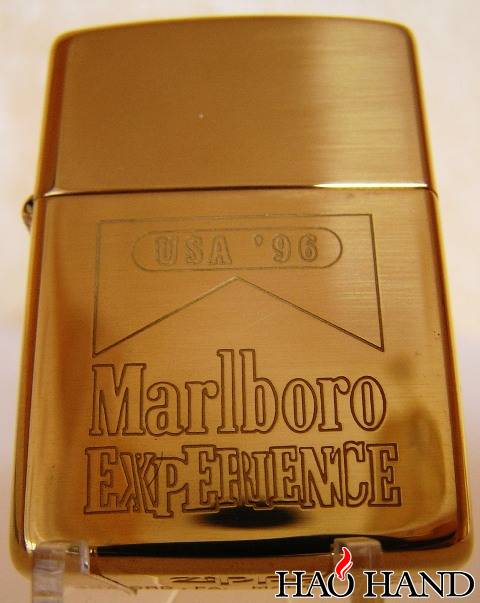 USA '96
Marlboro
EXPERIENCE
HAO HAND